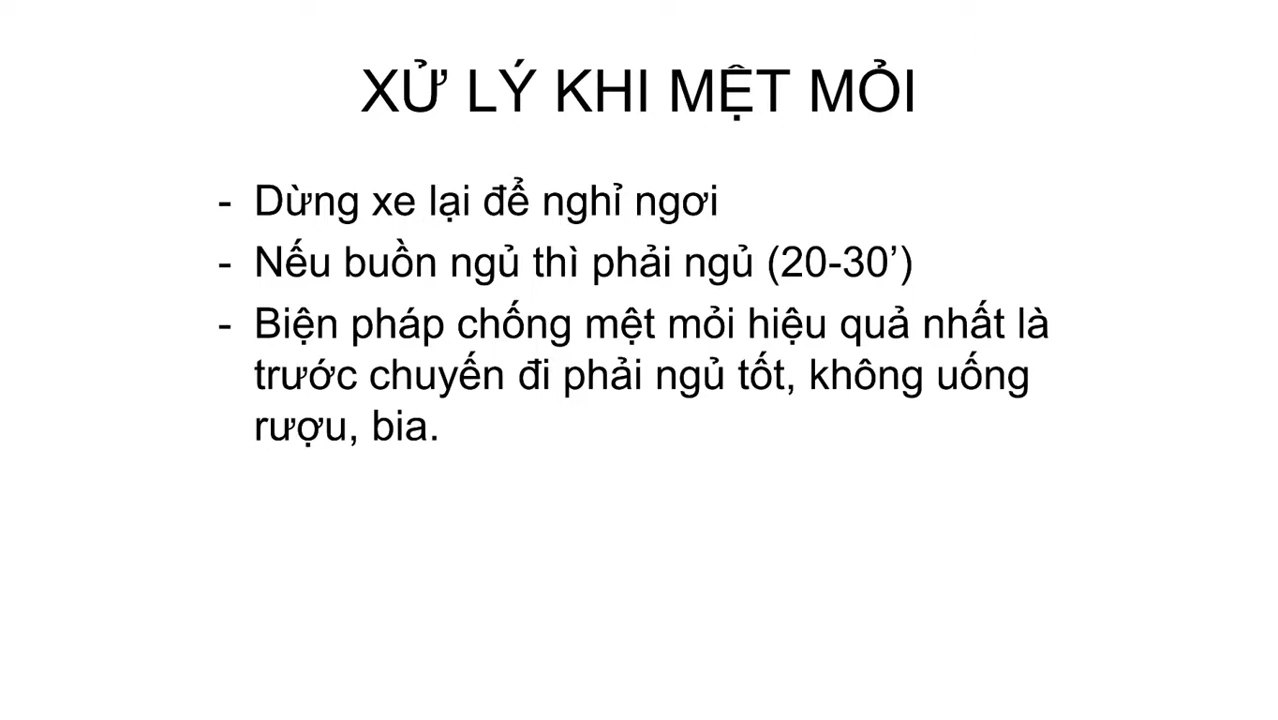 XỬ LÝ KHI MỆT MỎI
- Dừng xe lại để nghỉ ngơi
- Nếu buồn ngủ thì phải ngủ (20-30’)
- Biện pháp chống mệt mỏi hiệu quả nhất là
trước chuyến đi phải ngủ tốt, không uống
rượu, bia.